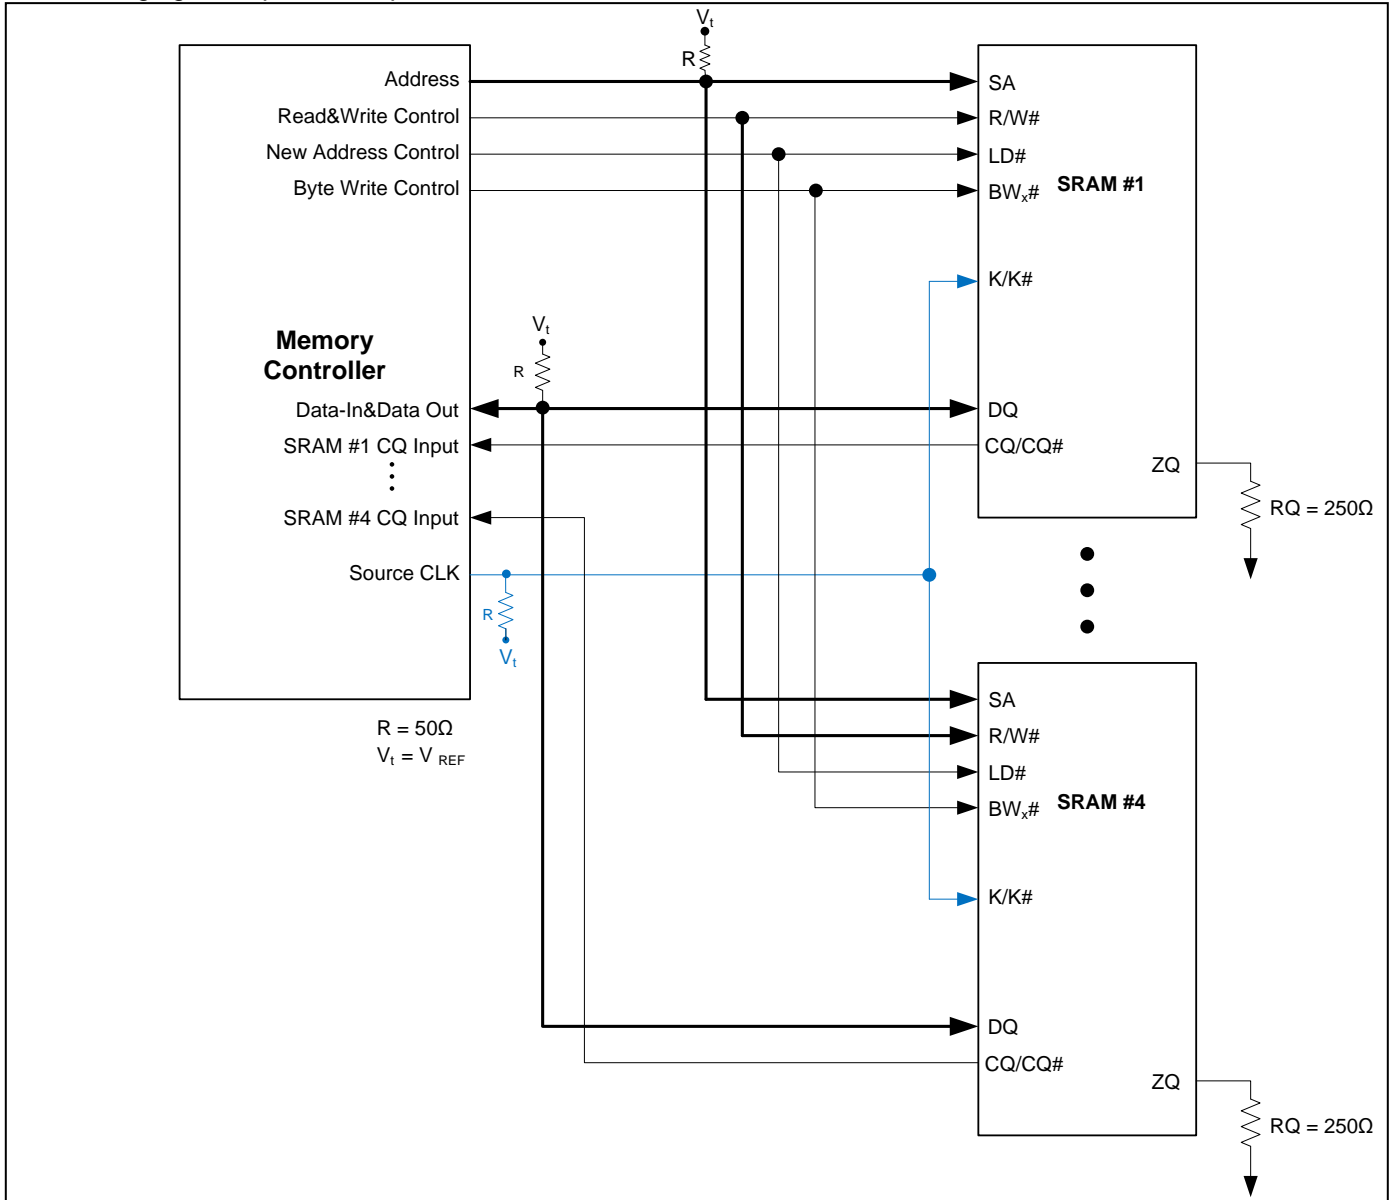 Vt
R
Address
Read&Write Control
New Address Control
Byte Write Control
SA
R/W#
LD#
BWx#
SRAM #1
K/K#
Vt
R
Memory
Controller
Data-In&Data Out
SRAM #1 CQ Input
SRAM #4 CQ Input
Source CLK
DQ
CQ/CQ#
ZQ
RQ = 250Ω
R
Vt
R = 50Ω
Vt = V REF
SA
R/W#
LD#
BWx#
SRAM #4
K/K#
DQ
CQ/CQ#
ZQ
RQ = 250Ω